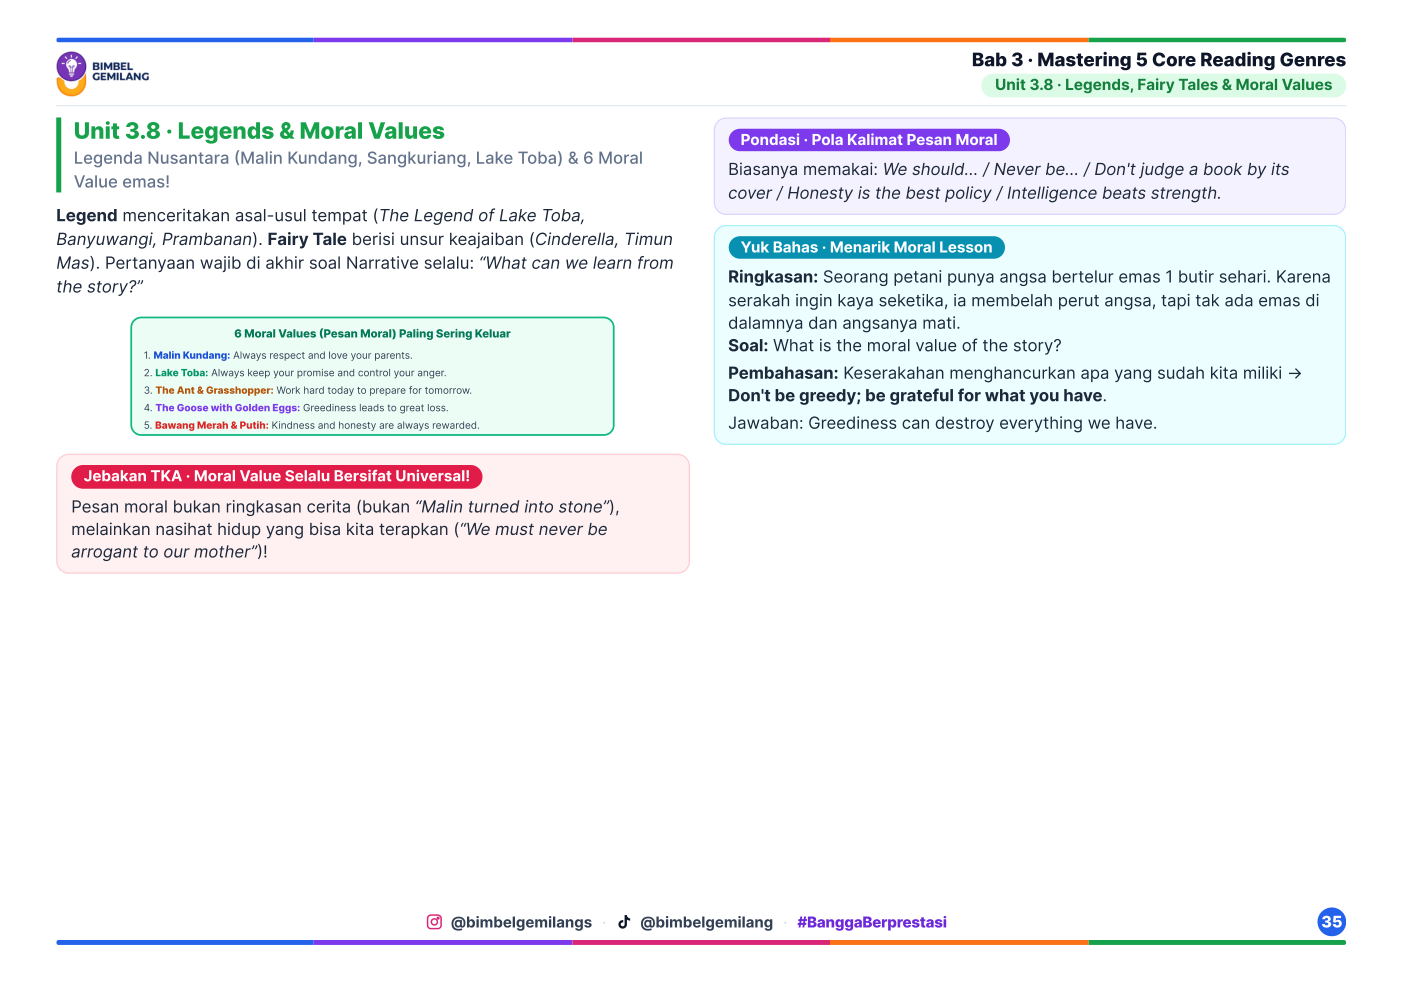 BIMBEL
GEMILANG
Bab 3 · Mastering 5 Core Reading Genres
Unit 3.8 · Legends, Fairy Tales & Moral Values
Unit 3.8 · Legends & Moral Values
Legenda Nusantara (Malin Kundang, Sangkuriang, Lake Toba) & 6 Moral
Value emas!
Legend menceritakan asal-usul tempat (The Legend of Lake Toba,
Banyuwangi, Prambanan). Fairy Tale berisi unsur keajaiban (Cinderella, Timun
Mas). Pertanyaan wajib di akhir soal Narrative selalu: “What can we learn from
the story?”
6 Moral Values (Pesan Moral) Paling Sering Keluar
1. Malin Kundang: Always respect and love your parents.
2. Lake Toba: Always keep your promise and control your anger.
3. The Ant & Grasshopper: Work hard today to prepare for tomorrow.
4. The Goose with Golden Eggs: Greediness leads to great loss.
5. Bawang Merah & Putih: Kindness and honesty are always rewarded.
Jebakan TKA · Moral Value Selalu Bersifat Universal!
Pesan moral bukan ringkasan cerita (bukan “Malin turned into stone”),
melainkan nasihat hidup yang bisa kita terapkan (“We must never be
arrogant to our mother”)!
Pondasi · Pola Kalimat Pesan Moral
Biasanya memakai: We should... / Never be... / Don't judge a book by its
cover / Honesty is the best policy / Intelligence beats strength.
Yuk Bahas · Menarik Moral Lesson
Ringkasan: Seorang petani punya angsa bertelur emas 1 butir sehari. Karena
serakah ingin kaya seketika, ia membelah perut angsa, tapi tak ada emas di
dalamnya dan angsanya mati.
Soal: What is the moral value of the story?
Pembahasan: Keserakahan menghancurkan apa yang sudah kita miliki →
Don't be greedy; be grateful for what you have.
Jawaban: Greediness can destroy everything we have.
@bimbelgemilangs · @bimbelgemilang · #BanggaBerprestasi
35